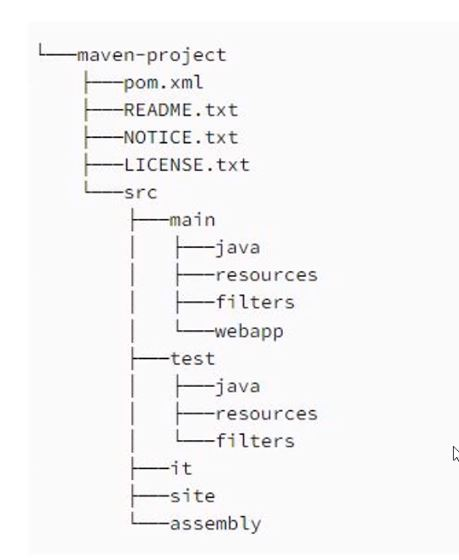 └──maven-project
├──pom.xml
├──README.txt
├──NOTICE.txt
├──LICENSE.txt
└──src
├──main
│ ├──java
│ ├──resources
│ ├──filters
│ └──webapp
├──test
│ ├──java
│ ├──resources
│ └──filters
├──it
├──site
└──assembly